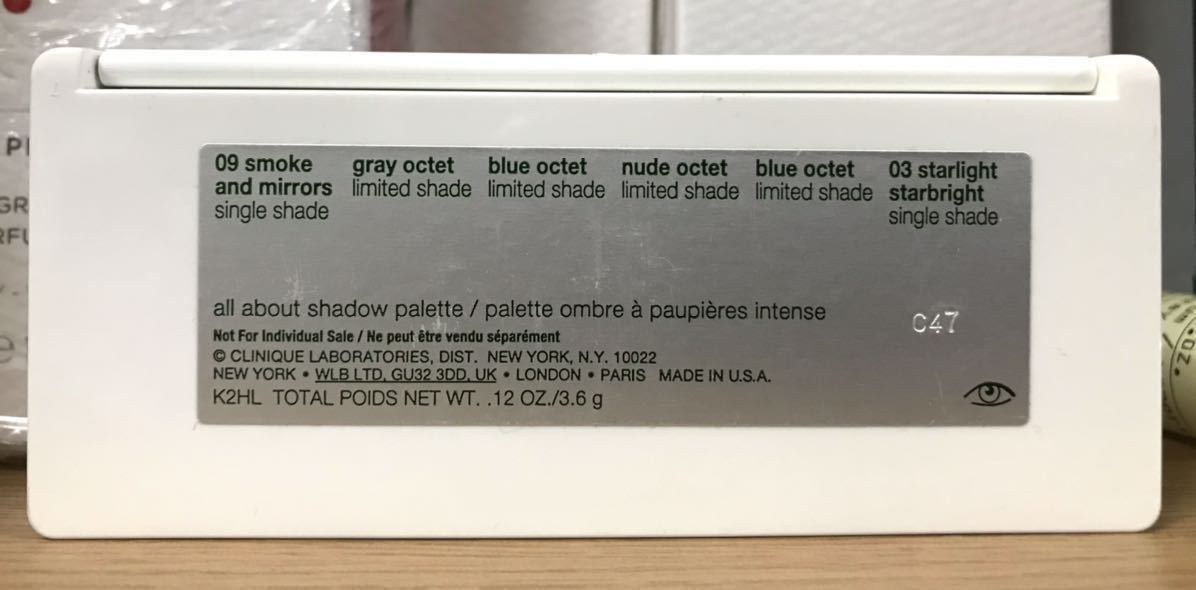 09 smoke
and mirrors
single shade
gray octet
limited shade
blue octet
limited shade
nude octet
limited shade
blue octet
limited shade
03 starlight
starbright
single shade
all about shadow palette / palette ombre à paupières intense
C47
Not For Individual Sale / Ne peut être vendu séparément
© CLINIQUE LABORATORIES, DIST. NEW YORK, N.Y. 10022
NEW YORK • WLB LTD, GU32 3DD, UK • LONDON • PARIS MADE IN U.S.A.
K2HL TOTAL POIDS NET WT. .12 OZ./3.6 g